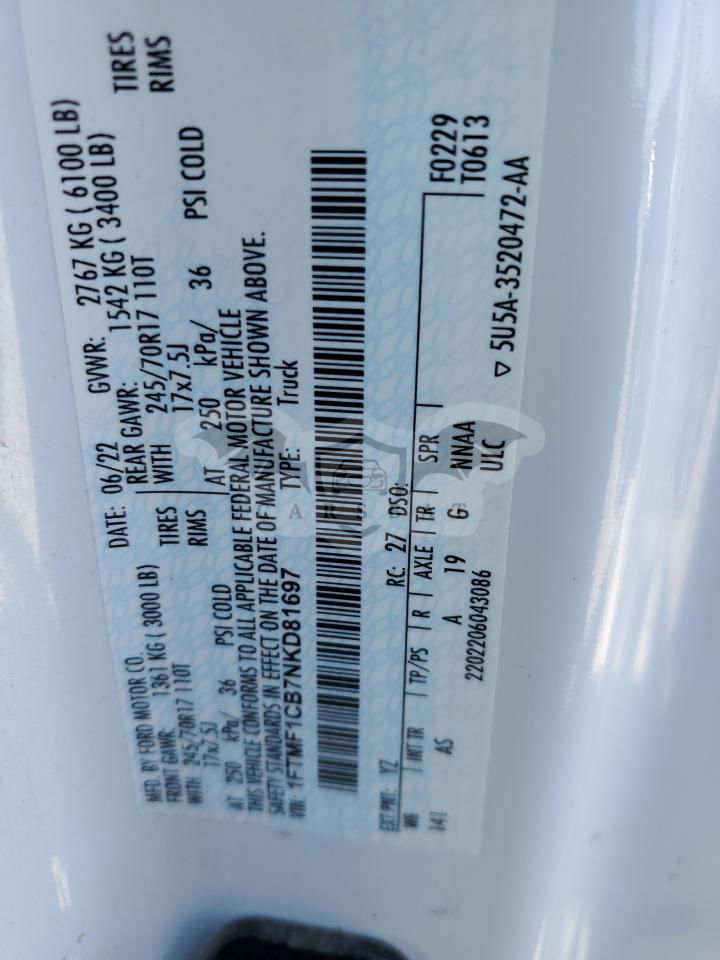 MFD. BY FORD MOTOR CO.
DATE: 06/22 GVWR: 2767 KG ( 6100 LB)
FRONT GAWR: 1361 KG ( 3000 LB) REAR GAWR: 1542 KG ( 3400 LB)
WITH 245/70R17 110T TIRES WITH 245/70R17 110T TIRES
17x7.5J RIMS 17x7.5J RIMS
AT 250 kPa/ 36 PSI COLD AT 250 kPa/ 36 PSI COLD
THIS VEHICLE CONFORMS TO ALL APPLICABLE FEDERAL MOTOR VEHICLE
SAFETY STANDARDS IN EFFECT ON THE DATE OF MANUFACTURE SHOWN ABOVE.
VIN: 1FTMF1CB7NKD81697 TYPE: Truck
EXT PNT: YZ RC: 27 DSO: F0229
WB INT TR TP/PS R AXLE TR SPR T0613
141 AS A 19 G NNAA
2202206043086 ULC
▽ 5U5A-3520472-AA